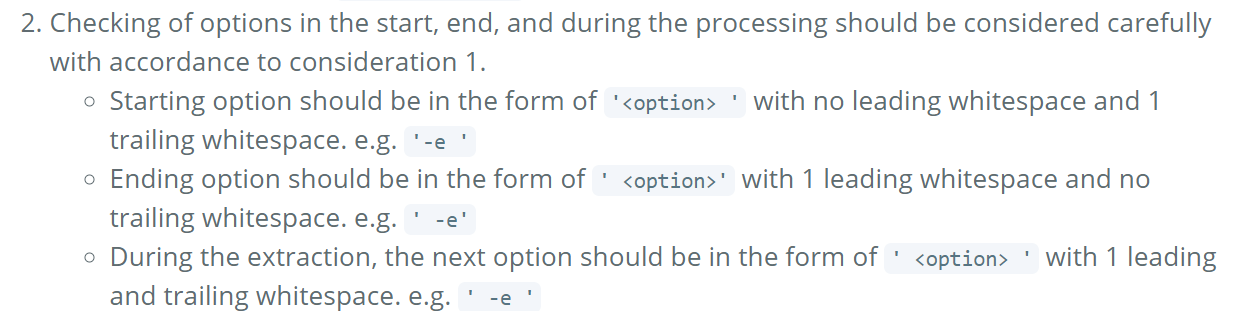 2. Checking of options in the start, end, and during the processing should be considered carefully
with accordance to consideration 1.
○ Starting option should be in the form of '<option> ' with no leading whitespace and 1
trailing whitespace. e.g. '-e '
○ Ending option should be in the form of ' <option>' with 1 leading whitespace and no
trailing whitespace. e.g. ' -e'
○ During the extraction, the next option should be in the form of ' <option> ' with 1 leading
and trailing whitespace. e.g. ' -e '